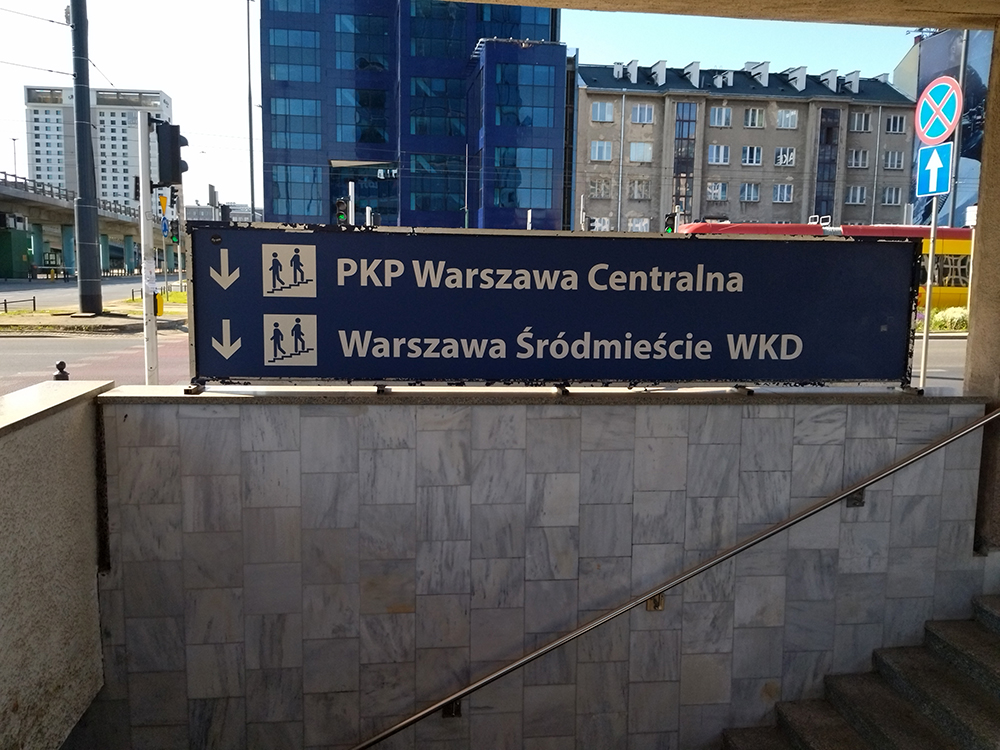 PKP Warszawa Centralna
Warszawa Śródmieście WKD